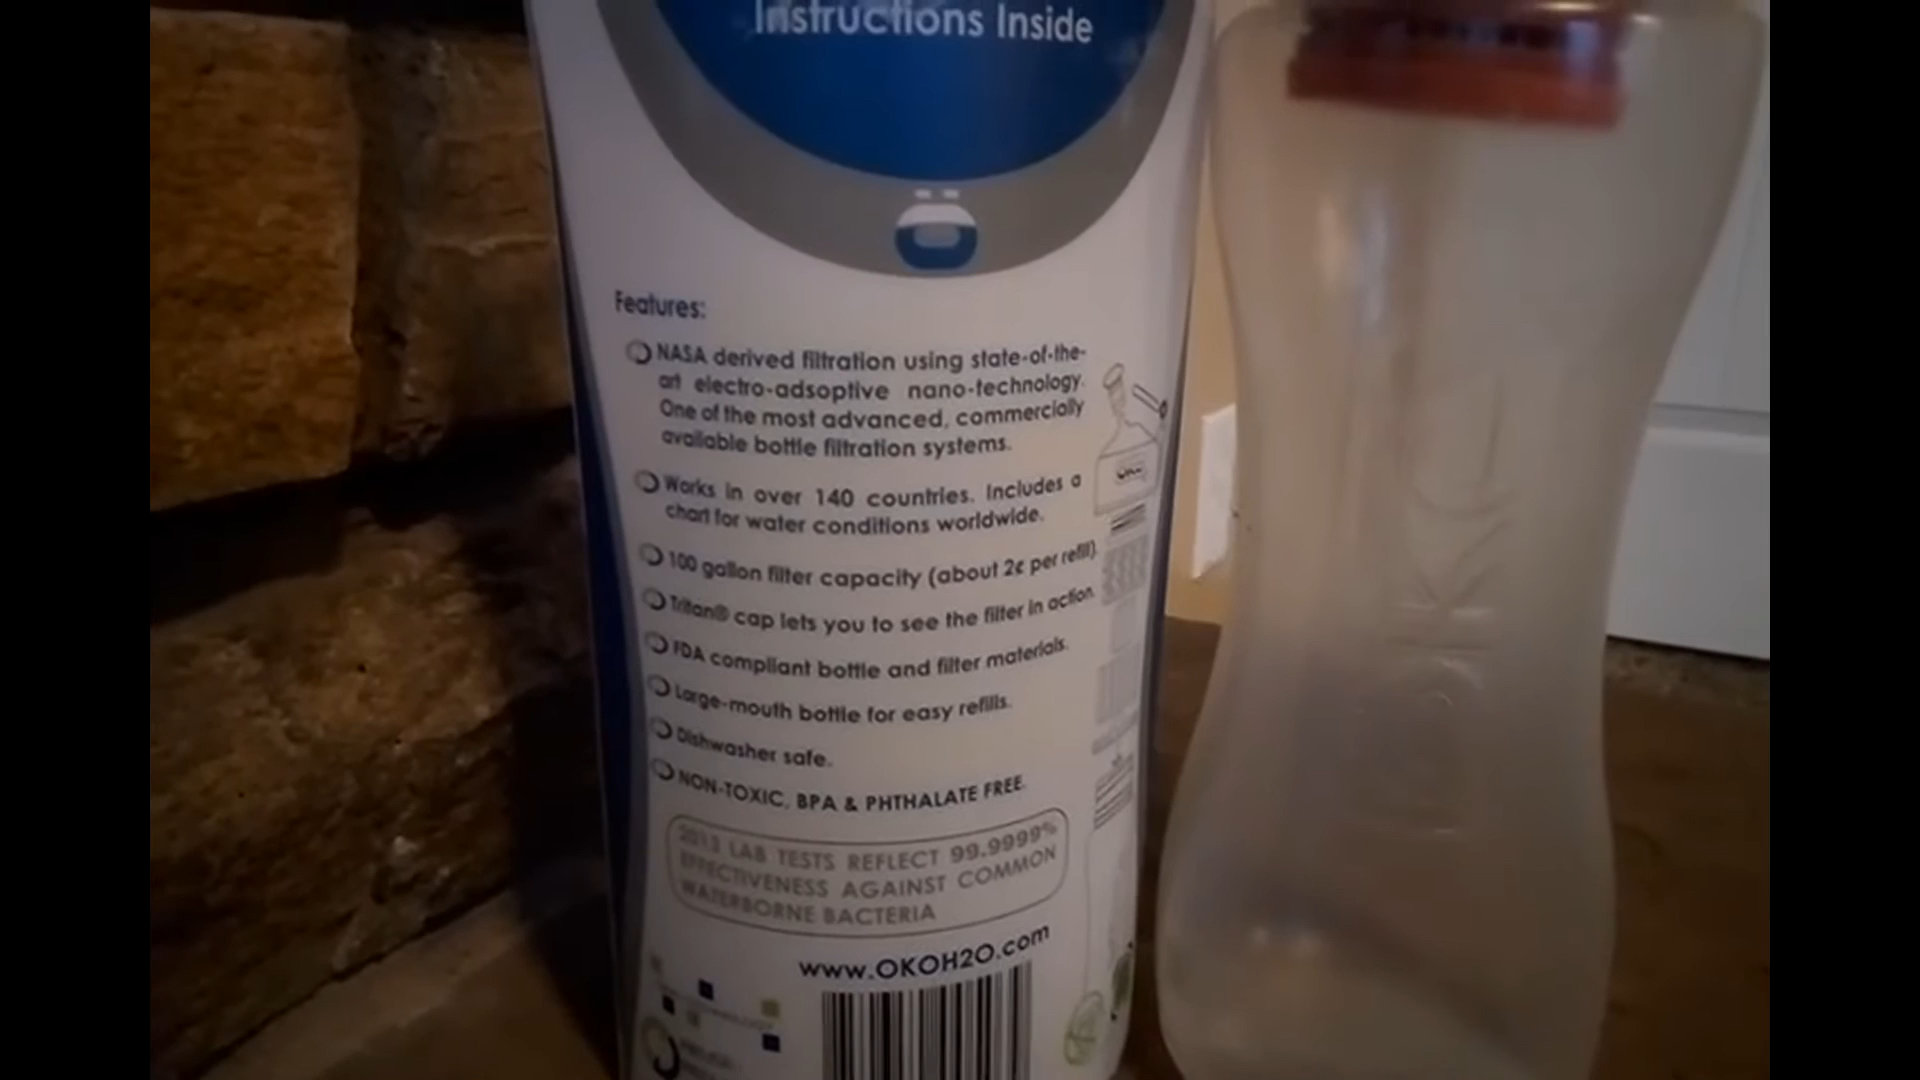 Instructions Inside
Features:
NASA derived filtration using state-of-the-
art electro-adsoptive nano-technology.
One of the most advanced, commercially
available bottle filtration systems.
Works in over 140 countries. Includes a
chart for water conditions worldwide.
100 gallon filter capacity (about 2¢ per refill).
Tritan® cap lets you to see the filter in action.
FDA compliant bottle and filter materials.
Large-mouth bottle for easy refills.
Dishwasher safe.
NON-TOXIC, BPA & PHTHALATE FREE.
2013 LAB TESTS REFLECT 99.9999%
EFFECTIVENESS AGAINST COMMON
WATERBORNE BACTERIA
www.OKOH2O.com